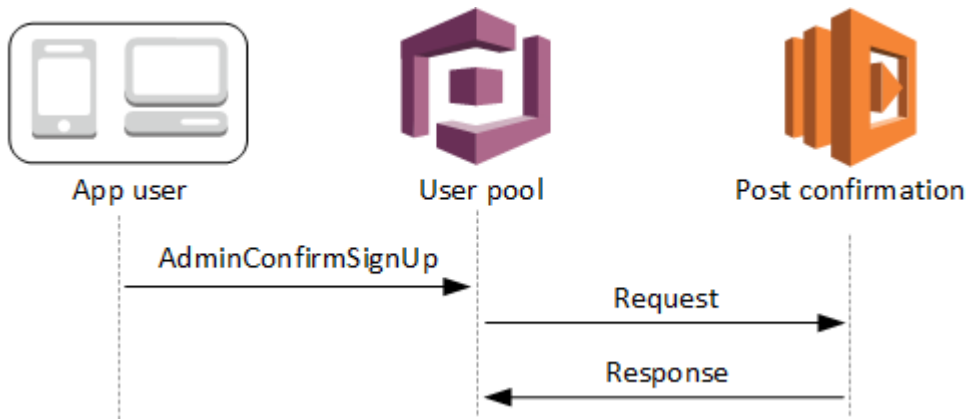 App user
User pool
Post confirmation
AdminConfirmSignUp
Request
Response